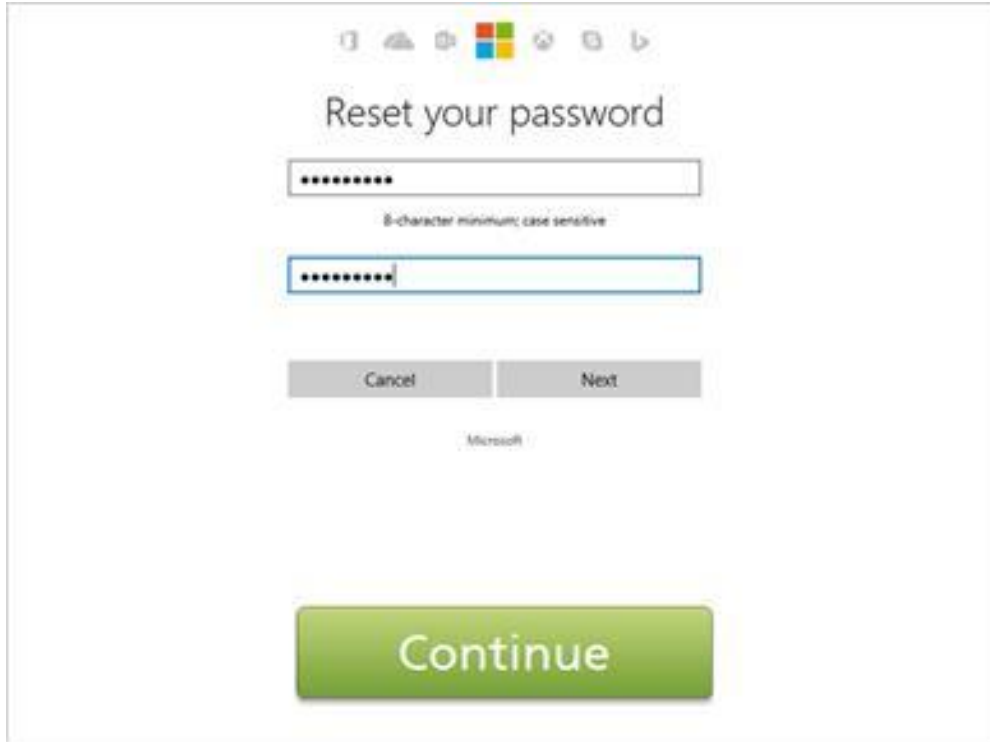 Reset your password
•••••••••
8-character minimum; case sensitive
•••••••••
Cancel Next
Microsoft
Continue